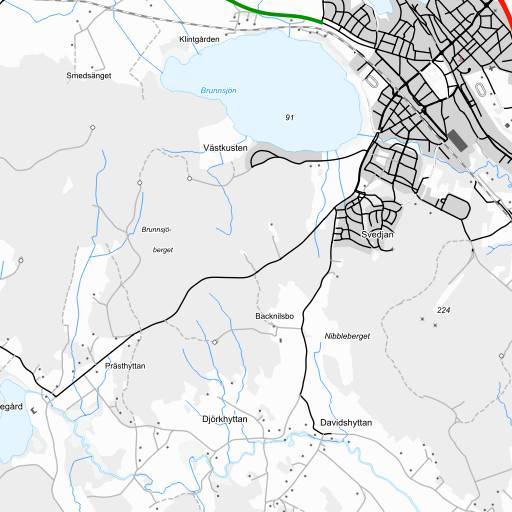 Klintgården
Smedsänget
Brunnsjön
91
Västkusten
Brunnsjö-
berget
Svedjan
224
Backnilsbo
Nibbleberget
Prästhyttan
egård
Djörkhyttan
Davidshyttan